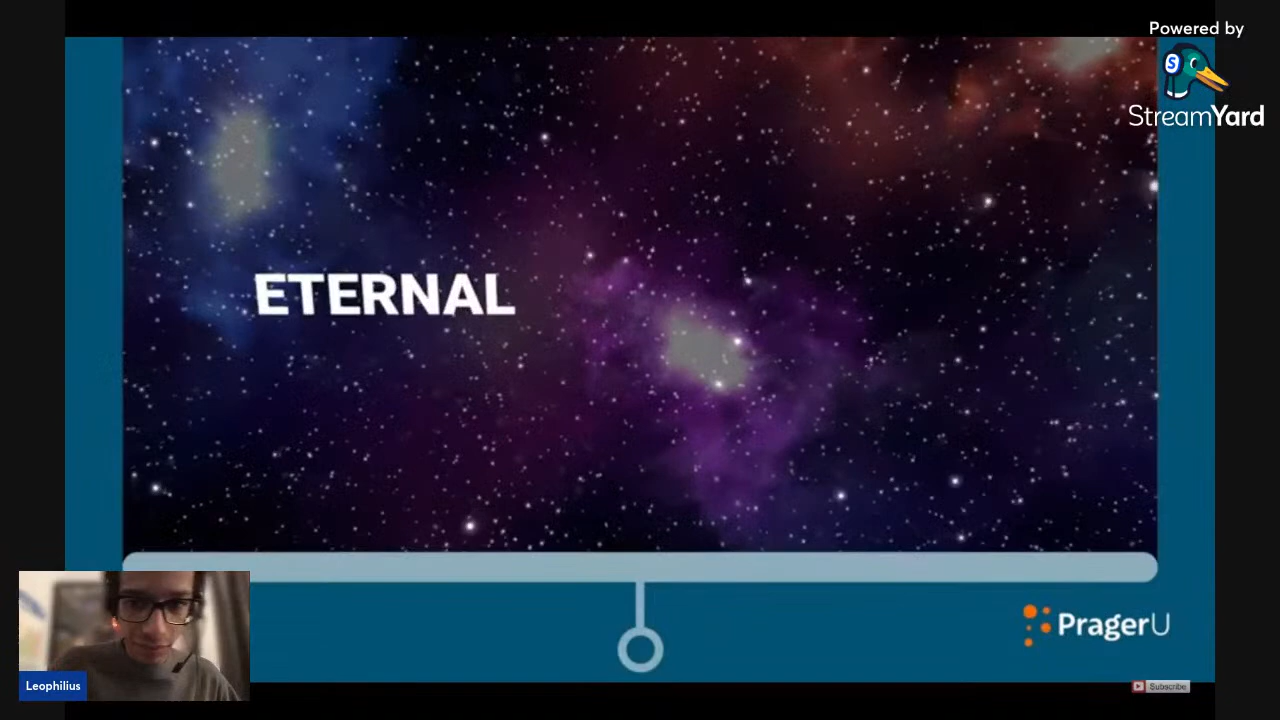 Powered by
StreamYard
ETERNAL
PragerU
Leophilius
Subscribe